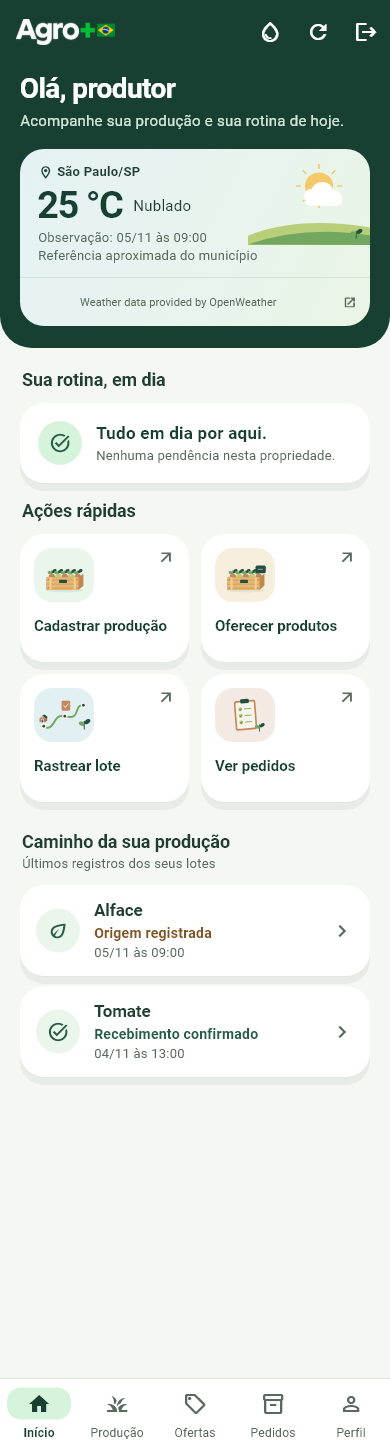 Agro+
Olá, produtor
Acompanhe sua produção e sua rotina de hoje.
São Paulo/SP
25 °C Nublado
Observação: 05/11 às 09:00
Referência aproximada do município
Weather data provided by OpenWeather
Sua rotina, em dia
Tudo em dia por aqui.
Nenhuma pendência nesta propriedade.
Ações rápidas
Cadastrar produção
Oferecer produtos
Rastrear lote
Ver pedidos
Caminho da sua produção
Últimos registros dos seus lotes
Alface
Origem registrada
05/11 às 09:00
Tomate
Recebimento confirmado
04/11 às 13:00
Início Produção Ofertas Pedidos Perfil